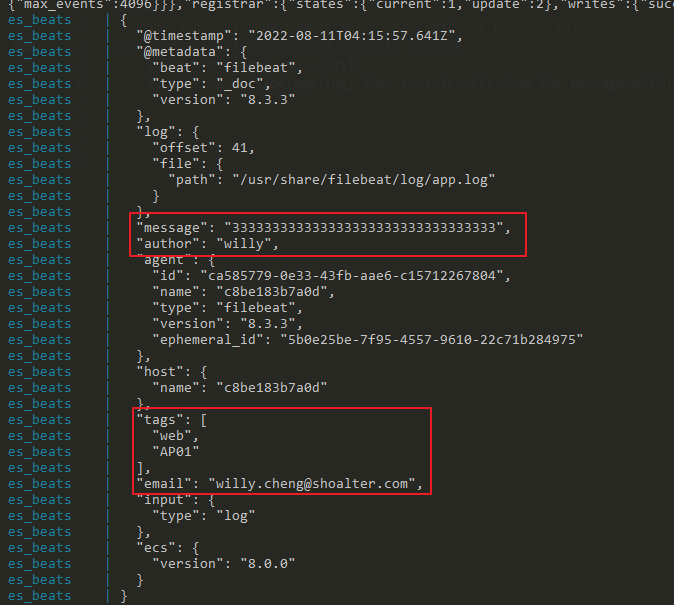 {"max_events":4096}}},"registrar":{"states":{"current":1,"update":2},"writes":{"suc
es_beats | {
es_beats | "@timestamp": "2022-08-11T04:15:57.641Z",
es_beats | "@metadata": {
es_beats | "beat": "filebeat",
es_beats | "type": "_doc",
es_beats | "version": "8.3.3"
es_beats | },
es_beats | "log": {
es_beats | "offset": 41,
es_beats | "file": {
es_beats | "path": "/usr/share/filebeat/log/app.log"
es_beats | }
es_beats | },
es_beats | "message": "33333333333333333333333333333333",
es_beats | "author": "willy",
es_beats | "agent": {
es_beats | "id": "ca585779-0e33-43fb-aae6-c15712267804",
es_beats | "name": "c8be183b7a0d",
es_beats | "type": "filebeat",
es_beats | "version": "8.3.3",
es_beats | "ephemeral_id": "5b0e25be-7f95-4557-9610-22c71b284975"
es_beats | },
es_beats | "host": {
es_beats | "name": "c8be183b7a0d"
es_beats | },
es_beats | "tags": [
es_beats | "web",
es_beats | "AP01"
es_beats | ],
es_beats | "email": "willy.cheng@shoalter.com",
es_beats | "input": {
es_beats | "type": "log"
es_beats | },
es_beats | "ecs": {
es_beats | "version": "8.0.0"
es_beats | }
es_beats | }